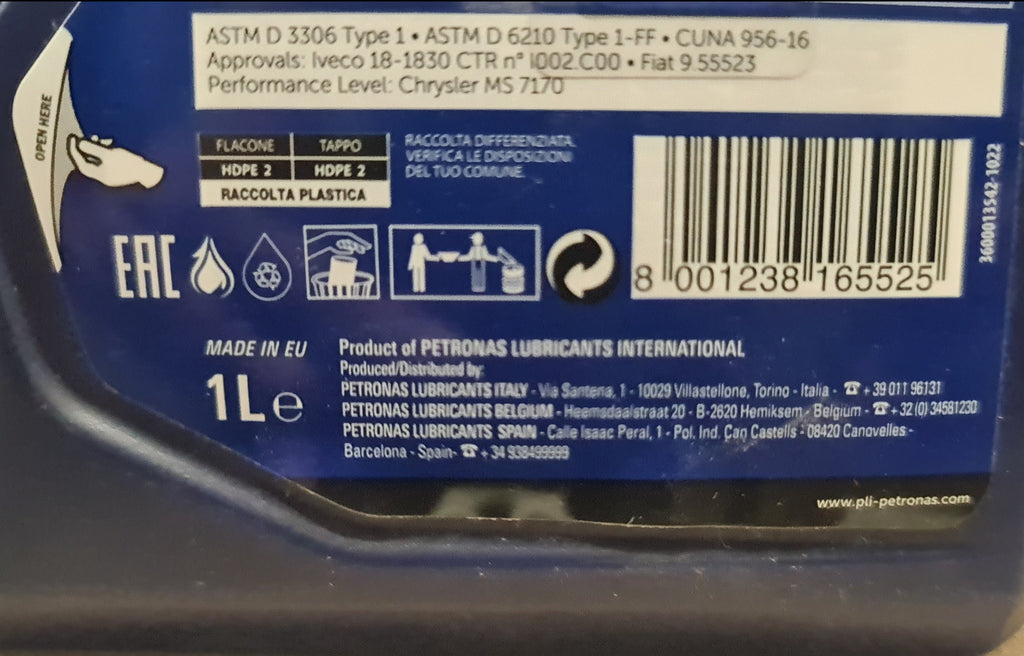 ASTM D 3306 Type 1 • ASTM D 6210 Type 1-FF • CUNA 956-16
Approvals: Iveco 18-1830 CTR n° I002.C00 • Fiat 9.55523
Performance Level: Chrysler MS 7170
OPEN HERE
FLACONE TAPPO
HDPE 2 HDPE 2
RACCOLTA PLASTICA
RACCOLTA DIFFERENZIATA.
VERIFICA LE DISPOSIZIONI
DEL TUO COMUNE.
8 001238 165525
3600013542-1022
EAC
MADE IN EU
1L e
Product of PETRONAS LUBRICANTS INTERNATIONAL
Produced/Distributed by:
PETRONAS LUBRICANTS ITALY - Via Santena, 1 - 10029 Villastellone, Torino - Italia - ☎ + 39 011 96131
PETRONAS LUBRICANTS BELGIUM - Heemsdaalstraat 20 - B-2620 Hemiksem - Belgium - ☎ + 32 (0) 34581230
PETRONAS LUBRICANTS SPAIN - Calle Isaac Peral, 1 - Pol. Ind. Can Castells - 08420 Canovelles -
Barcelona - Spain- ☎ + 34 938499999
www.pli-petronas.com